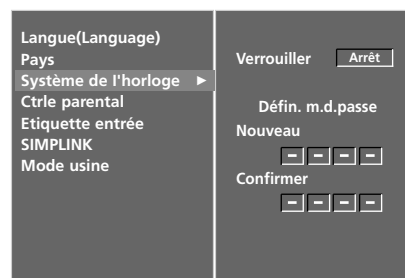 Langue(Language)
Pays
Système de l'horloge ►
Ctrle parental
Etiquette entrée
SIMPLINK
Mode usine
Verrouiller Arrêt
Défin. m.d.passe
Nouveau
– – – –
Confirmer
– – – –